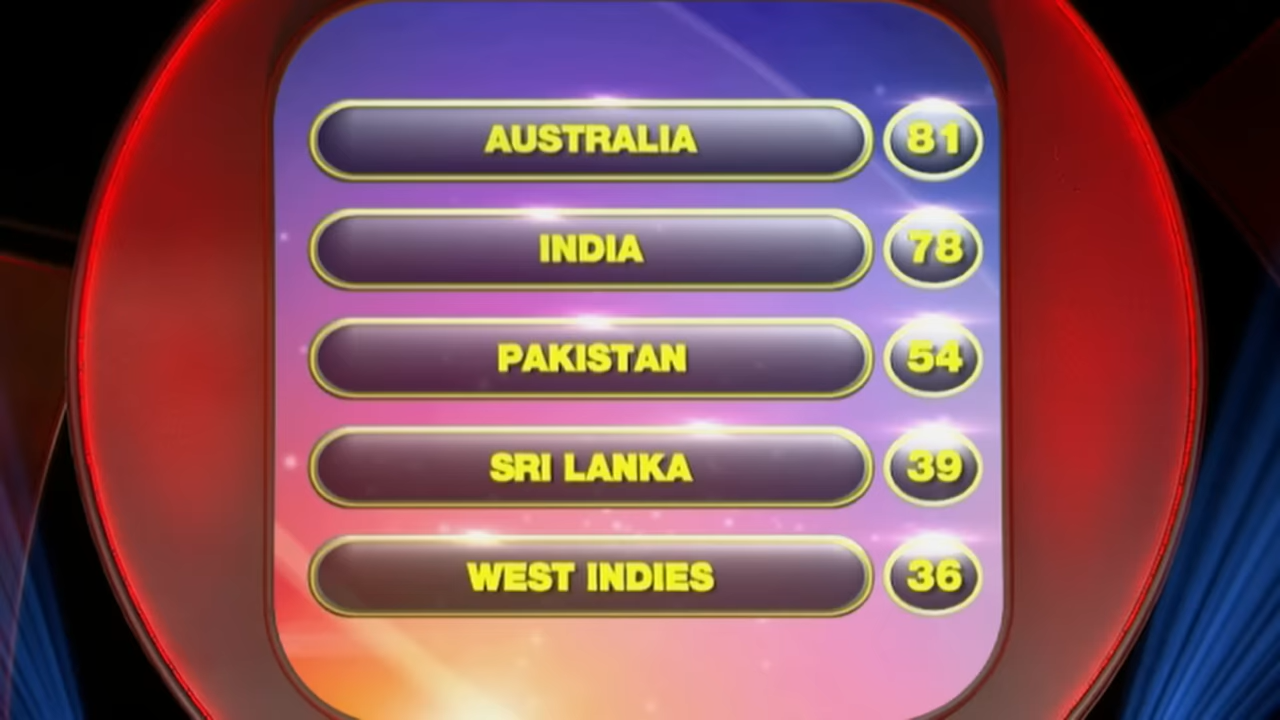 AUSTRALIA 81
INDIA 78
PAKISTAN 54
SRI LANKA 39
WEST INDIES 36